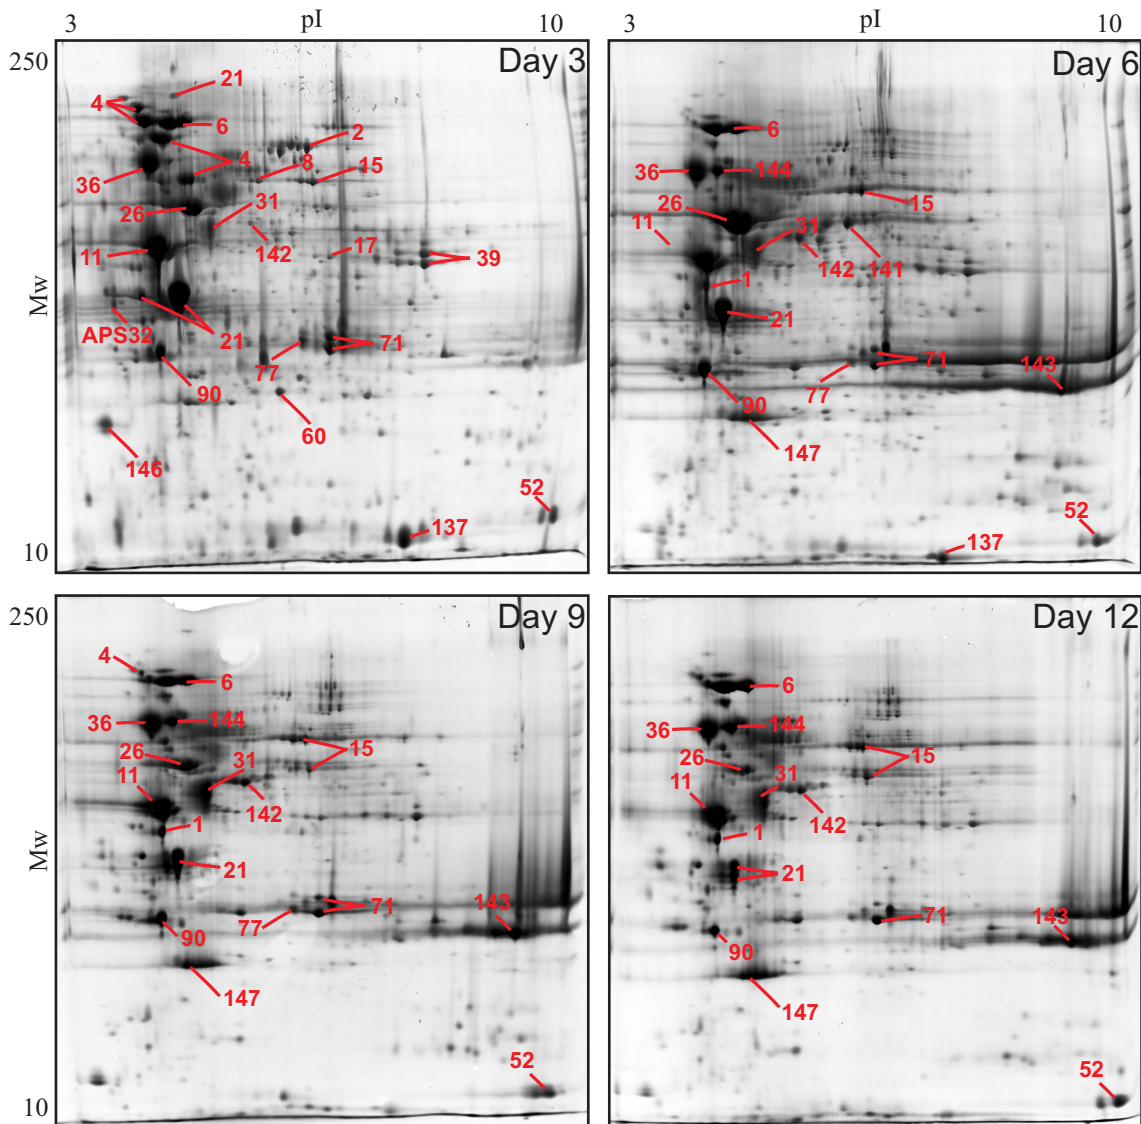 3 pI 10 3 pI 10
250 Day 3 Day 6
21
4
6 6
2
4 8 15 36 144
36
15
26 31 26 31
11
11 142 17 39 142 141
Mw
1
APS32 21 21
71 71 143
77 77
90 90
60
147
146
52 52
137 137
10
250 Day 9 Day 12
4
6 6
36 144 36 144
26 15 26 15
31 31
11 11
142 142
1 1
Mw
21 21
71 143 71 143
77
90 90
147 147
52 52
10